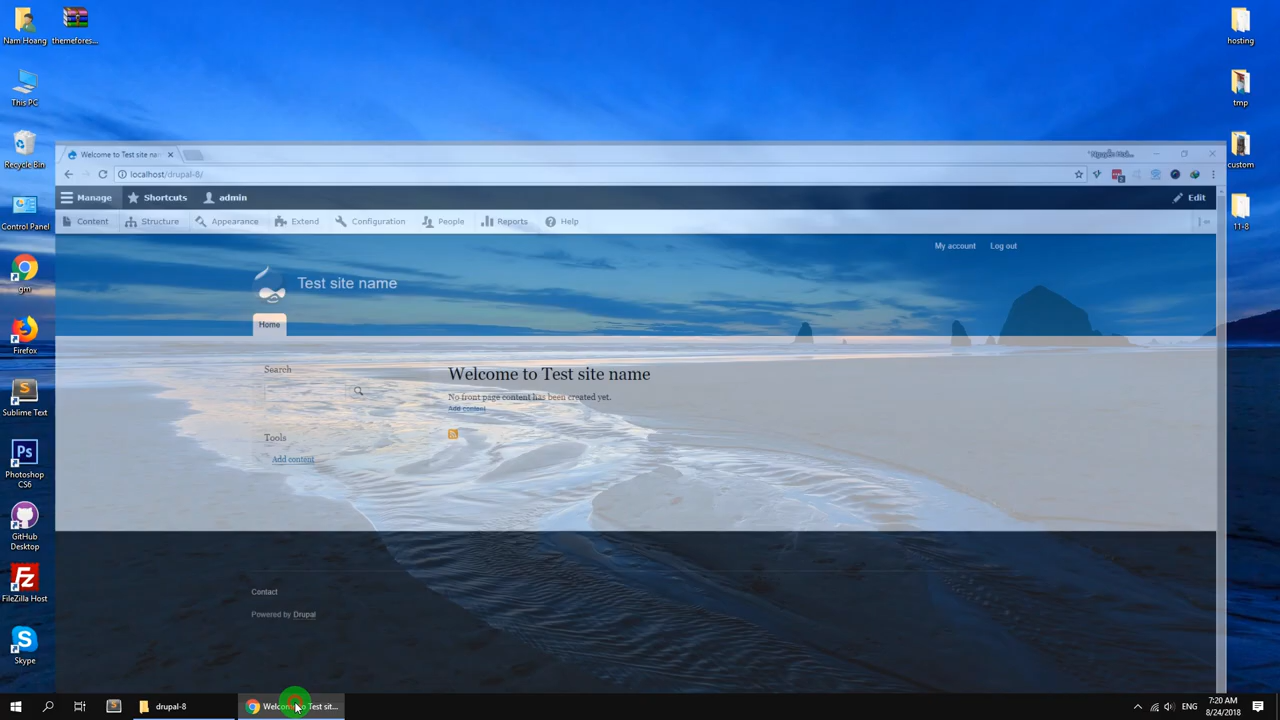 Nam Hoang
themefores...
This PC
Recycle Bin
Control Panel
gm
Firefox
Sublime Text
Photoshop
CS6
GitHub
Desktop
FileZilla Host
Skype
hosting
tmp
custom
11-8
Welcome to Test site nam
localhost/drupal-8/
Manage
Shortcuts
admin
Edit
Content
Structure
Appearance
Extend
Configuration
People
Reports
Help
My account
Log out
Test site name
Home
Search
Welcome to Test site name
No front page content has been created yet.
Add content
Tools
Add content
Contact
Powered by Drupal
drupal-8
Welcome to Test sit...
ENG
7:20 AM
8/24/2018